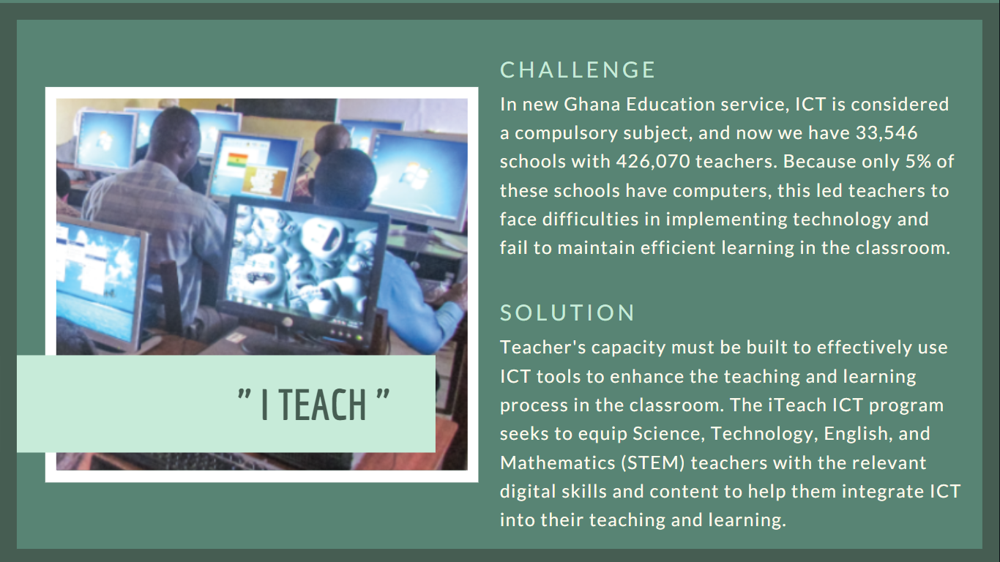 CHALLENGE
In new Ghana Education service, ICT is considered
a compulsory subject, and now we have 33,546
schools with 426,070 teachers. Because only 5% of
these schools have computers, this led teachers to
face difficulties in implementing technology and
fail to maintain efficient learning in the classroom.
SOLUTION
Teacher's capacity must be built to effectively use
ICT tools to enhance the teaching and learning
process in the classroom. The iTeach ICT program
seeks to equip Science, Technology, English, and
Mathematics (STEM) teachers with the relevant
digital skills and content to help them integrate ICT
into their teaching and learning.
” I TEACH ”